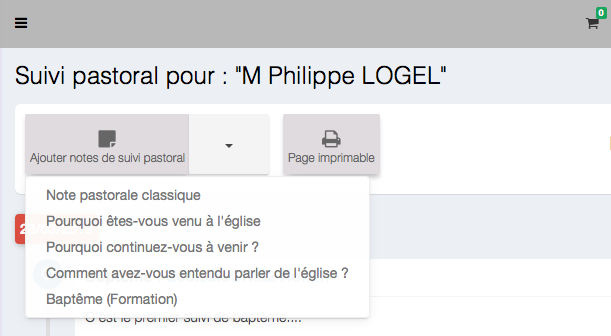 0
Suivi pastoral pour : "M Philippe LOGEL"
Ajouter notes de suivi pastoral
Page imprimable
Note pastorale classique
Pourquoi êtes-vous venu à l'église
Pourquoi continuez-vous à venir ?
Comment avez-vous entendu parler de l'église ?
Baptême (Formation)
C'est le premier suivi de baptême....